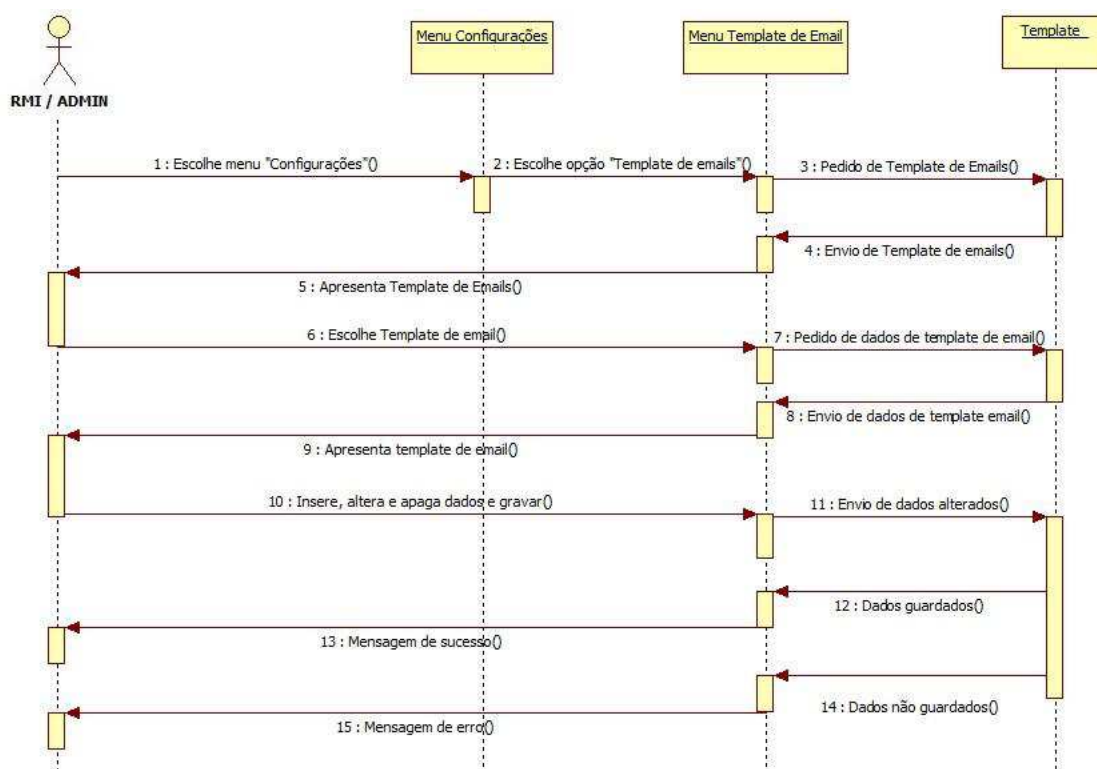 Menu Configurações
Menu Template de Email
Template
RMI / ADMIN
1 : Escolhe menu "Configurações"()
2 : Escolhe opção "Template de emails"()
3 : Pedido de Template de Emails()
4 : Envio de Template de emails()
5 : Apresenta Template de Emails()
6 : Escolhe Template de email()
7 : Pedido de dados de template de email()
8 : Envio de dados de template email()
9 : Apresenta template de email()
10 : Insere, altera e apaga dados e gravar()
11 : Envio de dados alterados()
12 : Dados guardados()
13 : Mensagem de sucesso()
14 : Dados não guardados()
15 : Mensagem de erro()